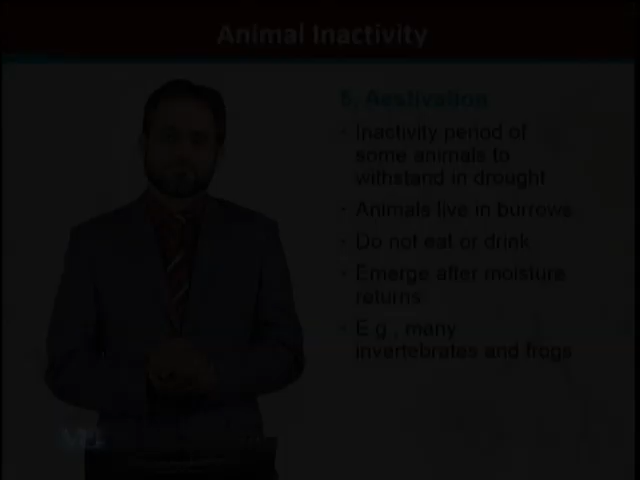 Animal Inactivity
5. Aestivation
• Inactivity period of
some animals to
withstand in drought
• Animals live in burrows
• Do not eat or drink
• Emerge after moisture
returns
• E.g., many
invertebrates and frogs